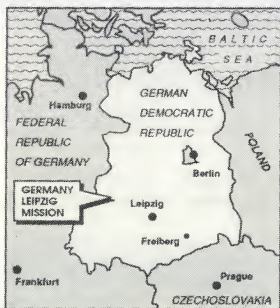 BALTIC
SEA
Hamburg
GERMAN
DEMOCRATIC
REPUBLIC
FEDERAL
REPUBLIC
OF GERMANY
Berlin
POLAND
GERMANY
LEIPZIG
MISSION
Leipzig
Freiberg
Frankfurt
Prague
CZECHOSLOVAKIA